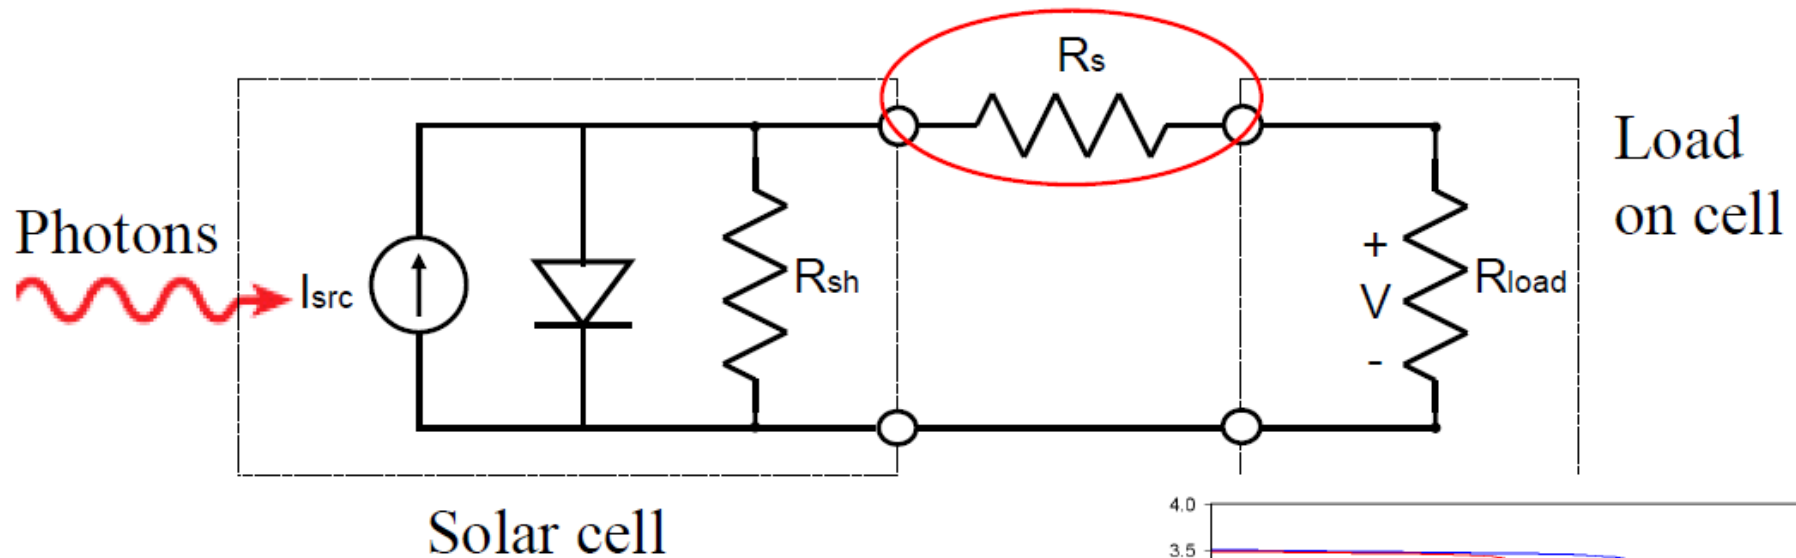 Rs
Load
on cell
Photons
Isrc
Rsh
+
V
-
Rload
Solar cell
4.0
3.5